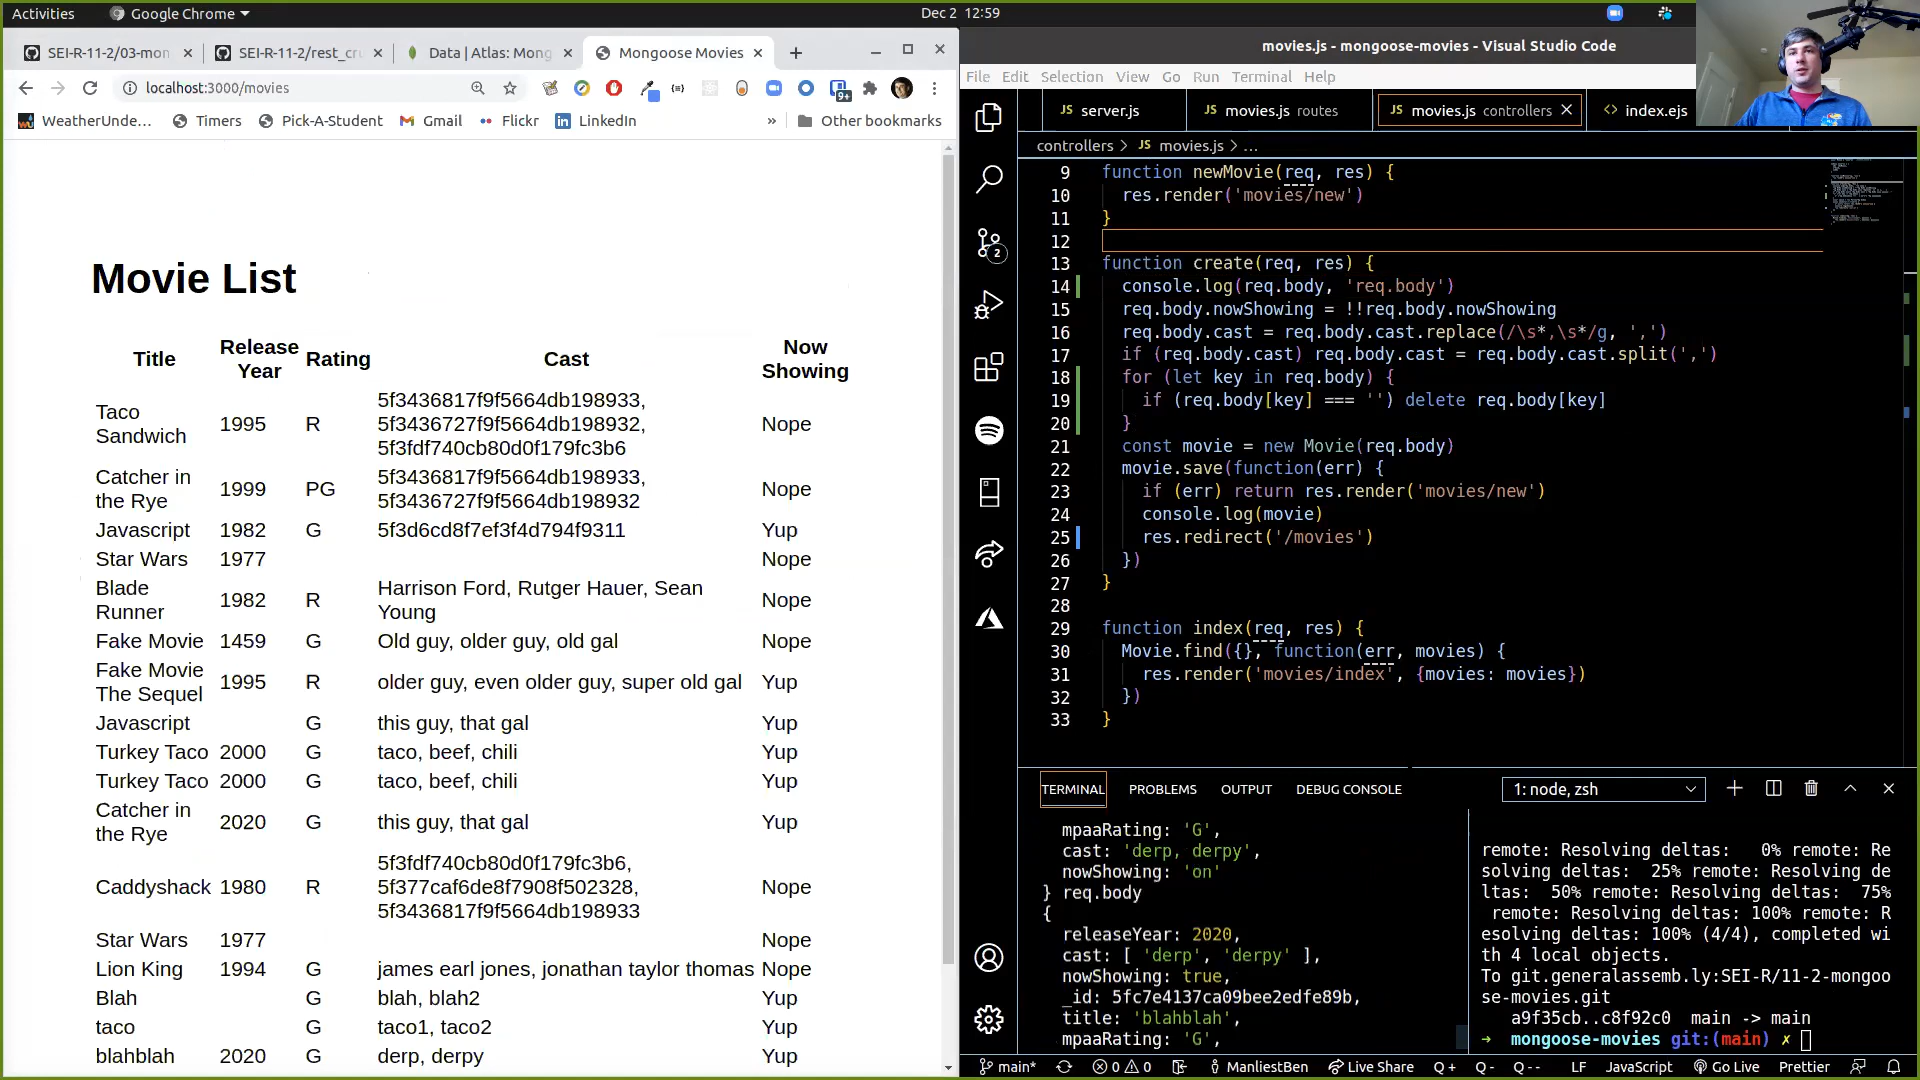 Activities
Google Chrome
Dec 2 12:59
SEI-R-11-2/03-mon
SEI-R-11-2/rest_cru
Data | Atlas: Mong
Mongoose Movies
localhost:3000/movies
9+
WeatherUnde...
Timers
Pick-A-Student
Gmail
Flickr
LinkedIn
»
Other bookmarks
Movie List
Title Release Year Rating Cast Now Showing
Taco Sandwich 1995 R 5f3436817f9f5664db198933, 5f3436727f9f5664db198932, 5f3fdf740cb80d0f179fc3b6 Nope
Catcher in the Rye 1999 PG 5f3436817f9f5664db198933, 5f3436727f9f5664db198932 Nope
Javascript 1982 G 5f3d6cd8f7ef3f4d794f9311 Yup
Star Wars 1977 Nope
Blade Runner 1982 R Harrison Ford, Rutger Hauer, Sean Young Nope
Fake Movie 1459 G Old guy, older guy, old gal Nope
Fake Movie The Sequel 1995 R older guy, even older guy, super old gal Yup
Javascript G this guy, that gal Yup
Turkey Taco 2000 G taco, beef, chili Yup
Turkey Taco 2000 G taco, beef, chili Yup
Catcher in the Rye 2020 G this guy, that gal Yup
Caddyshack 1980 R 5f3fdf740cb80d0f179fc3b6, 5f377caf6de8f7908f502328, 5f3436817f9f5664db198933 Nope
Star Wars 1977 Nope
Lion King 1994 G james earl jones, jonathan taylor thomas Nope
Blah G blah, blah2 Yup
taco G taco1, taco2 Yup
blahblah 2020 G derp, derpy Yup
movies.js - mongoose-movies - Visual Studio Code
File Edit Selection View Go Run Terminal Help
JS server.js
JS movies.js routes
JS movies.js controllers
<> index.ejs
controllers > JS movies.js > ...
9 function newMovie(req, res) {
10 res.render('movies/new')
11 }
12
13 function create(req, res) {
14 console.log(req.body, 'req.body')
15 req.body.nowShowing = !!req.body.nowShowing
16 req.body.cast = req.body.cast.replace(/\s*,\s*/g, ',')
17 if (req.body.cast) req.body.cast = req.body.cast.split(',')
18 for (let key in req.body) {
19 if (req.body[key] === '') delete req.body[key]
20 }
21 const movie = new Movie(req.body)
22 movie.save(function(err) {
23 if (err) return res.render('movies/new')
24 console.log(movie)
25 res.redirect('/movies')
26 })
27 }
28
29 function index(req, res) {
30 Movie.find({}, function(err, movies) {
31 res.render('movies/index', {movies: movies})
32 })
33 }
2
TERMINAL PROBLEMS OUTPUT DEBUG CONSOLE
1: node, zsh
mpaaRating: 'G',
cast: 'derp, derpy',
nowShowing: 'on'
} req.body
{
releaseYear: 2020,
cast: [ 'derp', 'derpy' ],
nowShowing: true,
_id: 5fc7e4137ca09bee2edfe89b,
title: 'blahblah',
mpaaRating: 'G',
remote: Resolving deltas: 0% remote: Re
solving deltas: 25% remote: Resolving de
ltas: 50% remote: Resolving deltas: 75%
remote: Resolving deltas: 100% remote: R
esolving deltas: 100% (4/4), completed wi
th 4 local objects.
To git.generalassemb.ly:SEI-R/11-2-mongoo
se-movies.git
a9f35cb..c8f92c0 main -> main
→ mongoose-movies git:(main) ✗
main*
0
0
ManliestBen
Live Share
Q +
Q -
Q - -
LF
JavaScript
Go Live
Prettier